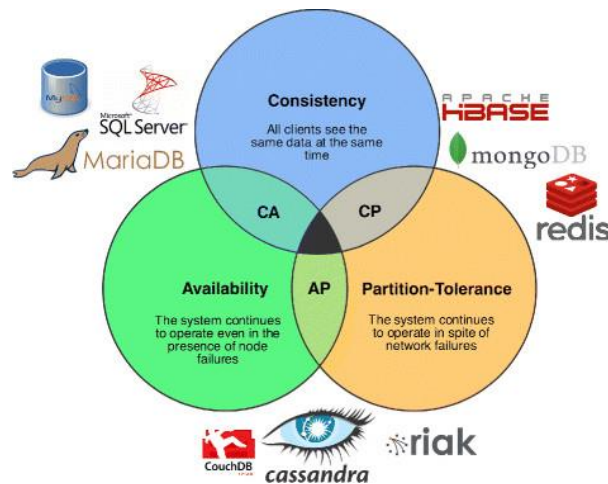 MySQL
Microsoft®
SQL Server
MariaDB
Consistency
All clients see the
same data at the same
time
APACHE
HBASE
mongoDB
redis
CA
CP
Availability
The system continues
to operate even in the
presence of node
failures
AP
Partition-Tolerance
The system continues
to operate in spite of
network failures
CouchDB
cassandra
riak